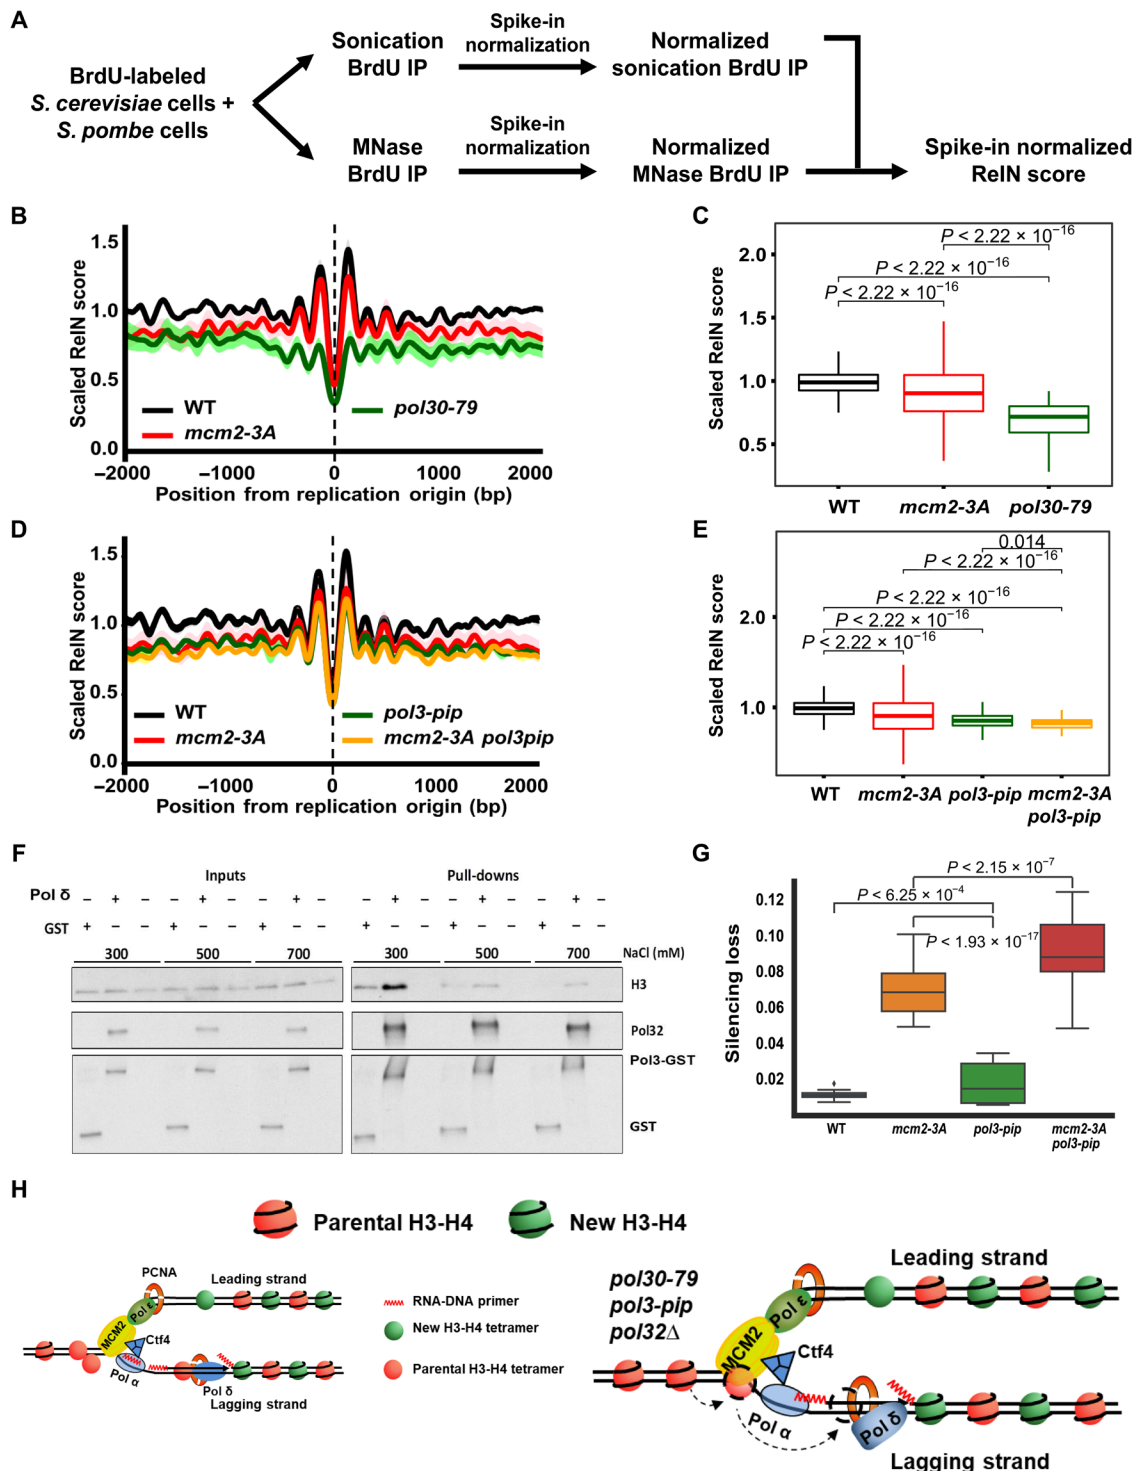 A
BrdU-labeled
S. cerevisiae cells +
S. pombe cells
Sonication
BrdU IP
Spike-in
normalization
Normalized
sonication BrdU IP
MNase
BrdU IP
Spike-in
normalization
Normalized
MNase BrdU IP
Spike-in normalized
RelN score
B
Scaled RelN score
1.5
1.0
0.5
0.0
WT
mcm2-3A
pol30-79
−2000 −1000 0 1000 2000
Position from replication origin (bp)
C
Scaled RelN score
2.0
1.5
1.0
0.5
P < 2.22 × 10−16
P < 2.22 × 10−16
P < 2.22 × 10−16
WT mcm2-3A pol30-79
D
Scaled RelN score
1.5
1.0
0.5
0.0
WT
mcm2-3A
pol3-pip
mcm2-3A pol3pip
−2000 −1000 0 1000 2000
Position from replication origin (bp)
E
Scaled RelN score
2.0
1.0
0.014
P < 2.22 × 10−16
P < 2.22 × 10−16
P < 2.22 × 10−16
P < 2.22 × 10−16
WT mcm2-3A pol3-pip mcm2-3A
pol3-pip
F
Inputs Pull-downs
Pol δ − + − − + − − + − − + − − + − − + −
GST + − − + − − + − − + − − + − − + − −
300 500 700 300 500 700 NaCl (mM)
H3
Pol32
Pol3-GST
GST
G
Silencing loss
0.12
0.10
0.08
0.06
0.04
0.02
P < 2.15 × 10−7
P < 6.25 × 10−4
P < 1.93 × 10−17
WT mcm2-3A pol3-pip mcm2-3A
pol3-pip
H
Parental H3-H4
New H3-H4
PCNA
Leading strand
Pol ε
MCM2
Ctf4
Pol α
Pol δ
Lagging strand
RNA-DNA primer
New H3-H4 tetramer
Parental H3-H4 tetramer
pol30-79
pol3-pip
pol32Δ
Leading strand
Pol ε
MCM2
Ctf4
Pol α
Pol δ
Lagging strand